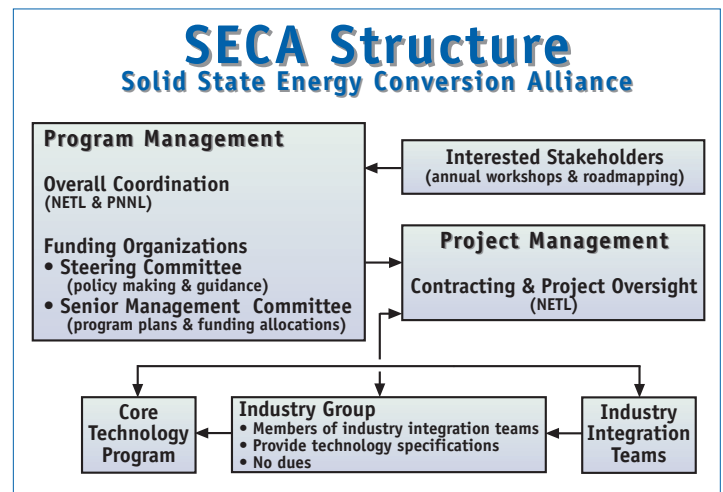 SECA Structure
Solid State Energy Conversion Alliance
Program Management
Overall Coordination
(NETL & PNNL)
Funding Organizations
• Steering Committee
(policy making & guidance)
• Senior Management Committee
(program plans & funding allocations)
Interested Stakeholders
(annual workshops & roadmapping)
Project Management
Contracting & Project Oversight
(NETL)
Core
Technology
Program
Industry Group
• Members of industry integration teams
• Provide technology specifications
• No dues
Industry
Integration
Teams